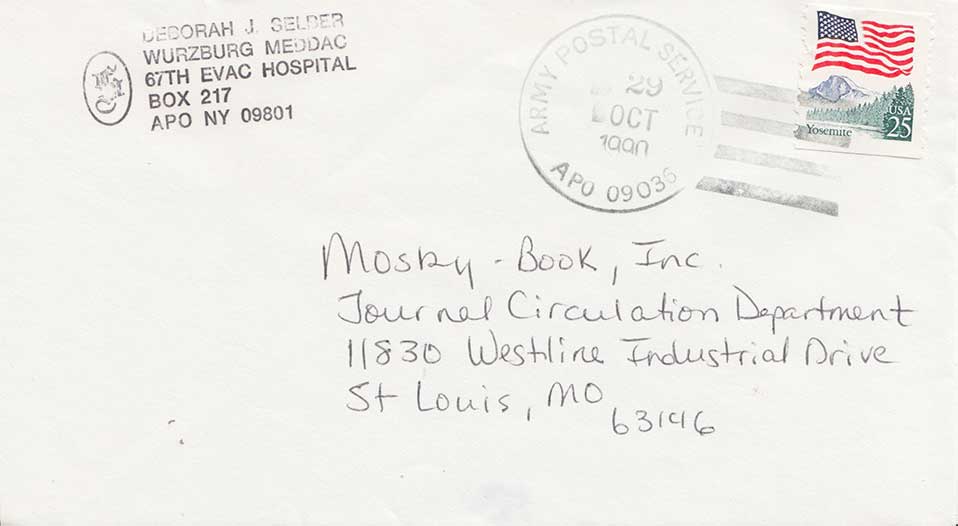 DEBORAH J. SELBER
WURZBURG MEDDAC
67TH EVAC HOSPITAL
BOX 217
APO NY 09801
ARMY POSTAL SERVICE
29
OCT
1990
APO 09036
Yosemite
USA
25
Mosby-Book, Inc.
Journal Circulation Department
11830 Westline Industrial Drive
St Louis, MO
63146